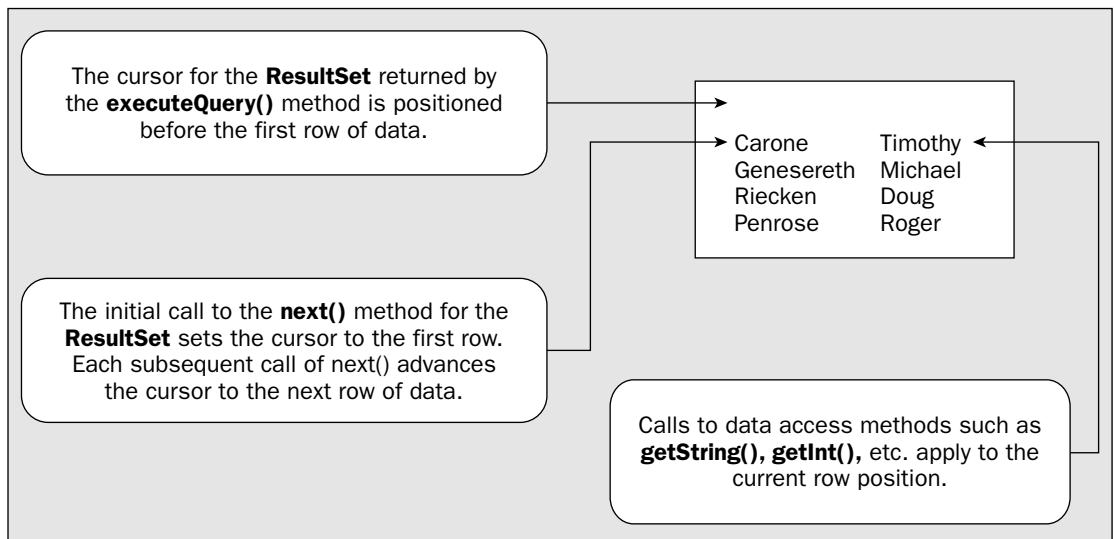 The cursor for the ResultSet returned by
the executeQuery() method is positioned
before the first row of data.
Carone Timothy
Genesereth Michael
Riecken Doug
Penrose Roger
The initial call to the next() method for the
ResultSet sets the cursor to the first row.
Each subsequent call of next() advances
the cursor to the next row of data.
Calls to data access methods such as
getString(), getInt(), etc. apply to the
current row position.